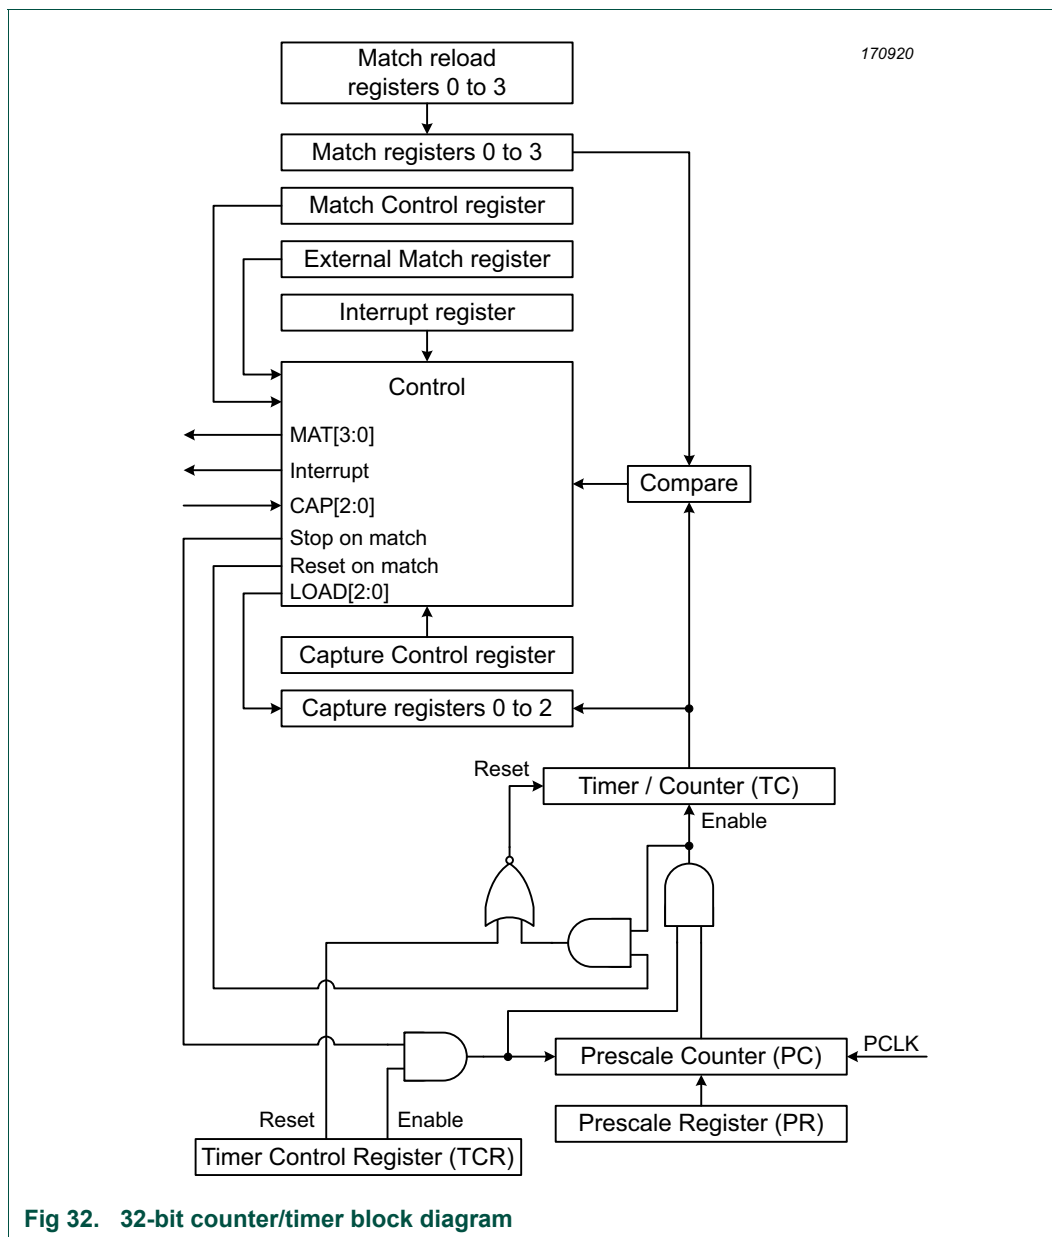 Match reload
registers 0 to 3
170920
Match registers 0 to 3
Match Control register
External Match register
Interrupt register
Control
MAT[3:0]
Interrupt
CAP[2:0]
Stop on match
Reset on match
LOAD[2:0]
Compare
Capture Control register
Capture registers 0 to 2
Reset
Timer / Counter (TC)
Enable
PCLK
Prescale Counter (PC)
Prescale Register (PR)
Reset
Enable
Timer Control Register (TCR)
Fig 32. 32-bit counter/timer block diagram